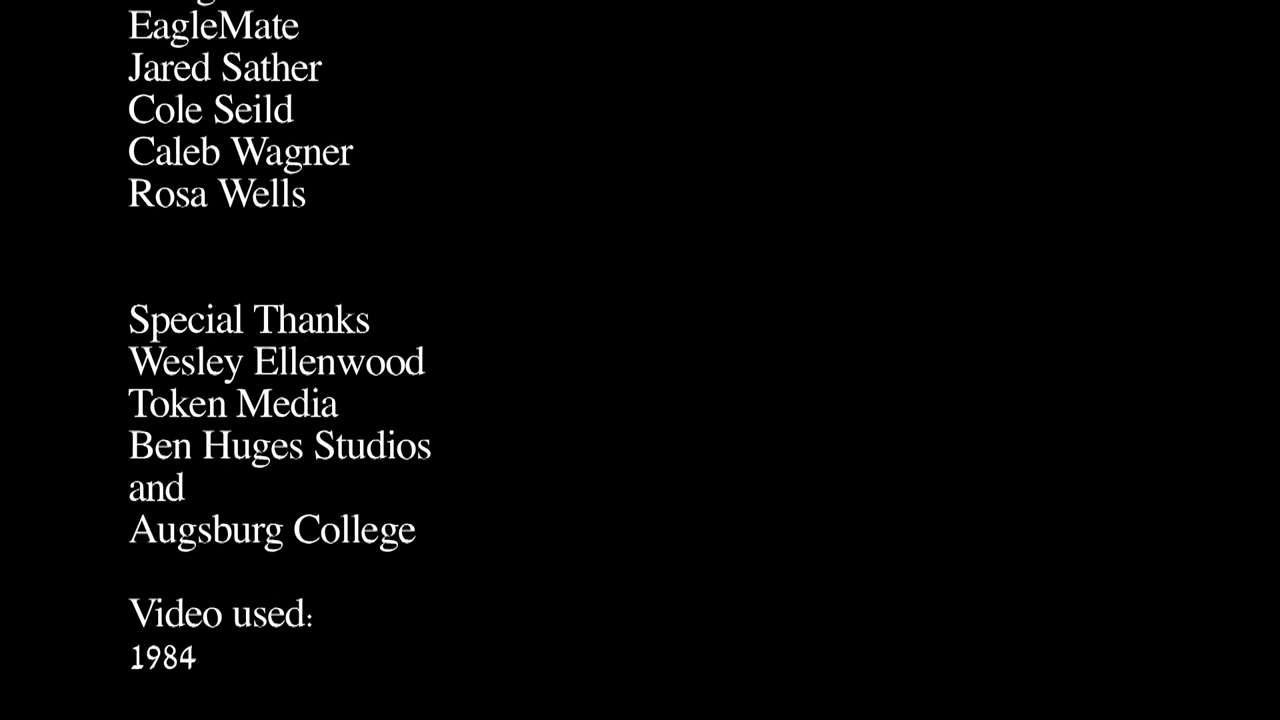 EagleMate
Jared Sather
Cole Seild
Caleb Wagner
Rosa Wells
Special Thanks
Wesley Ellenwood
Token Media
Ben Huges Studios
and
Augsburg College
Video used:
1984